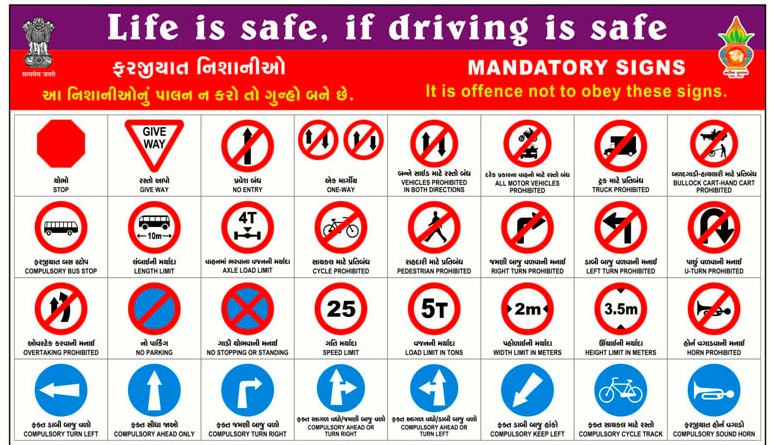 Life is safe, if driving is safe
सत्यमेव जयते
ફરજીયાત નિશાનીઓ
MANDATORY SIGNS
આ નિશાનીઓનું પાલન ન કરો તો ગુન્હો બને છે.
It is offence not to obey these signs.
થોભો
STOP
GIVE
WAY
રસ્તો આપો
GIVE WAY
પ્રવેશ બંધ
NO ENTRY
એક માર્ગીય
ONE-WAY
બન્ને સાઈડ માટે રસ્તો બંધ
VEHICLES PROHIBITED
IN BOTH DIRECTIONS
દરેક પ્રકારના વાહનો માટે રસ્તો બંધ
ALL MOTOR VEHICLES
PROHIBITED
ટ્રક માટે પ્રતિબંધ
TRUCK PROHIBITED
બળદગાડી-હાથલારી માટે પ્રતિબંધ
BULLOCK CART-HAND CART
PROHIBITED
ફરજીયાત બસ સ્ટોપ
COMPULSORY BUS STOP
10m
લંબાઈની મર્યાદા
LENGTH LIMIT
4T
વાહનમાં ભરવાના વજનની મર્યાદા
AXLE LOAD LIMIT
સાયકલ માટે પ્રતિબંધ
CYCLE PROHIBITED
રાહદારી માટે પ્રતિબંધ
PEDESTRIAN PROHIBITED
જમણી બાજુ વળવાની મનાઈ
RIGHT TURN PROHIBITED
ડાબી બાજુ વળવાની મનાઈ
LEFT TURN PROHIBITED
પાછું વળવાની મનાઈ
U-TURN PROHIBITED
ઓવરટેક કરવાની મનાઈ
OVERTAKING PROHIBITED
નો પાર્કિંગ
NO PARKING
ગાડી થોભવાની મનાઈ
NO STOPPING OR STANDING
25
ગતિ મર્યાદા
SPEED LIMIT
5T
વજનની મર્યાદા
LOAD LIMIT IN TONS
2m
પહોળાઈની મર્યાદા
WIDTH LIMIT IN METERS
3.5m
ઊંચાઈની મર્યાદા
HEIGHT LIMIT IN METERS
હોર્ન વગાડવાની મનાઈ
HORN PROHIBITED
ફક્ત ડાબી બાજુ વળો
COMPULSORY TURN LEFT
ફક્ત સીધા જાઓ
COMPULSORY AHEAD ONLY
ફક્ત જમણી બાજુ વળો
COMPULSORY TURN RIGHT
ફક્ત આગળ વધો/જમણી બાજુ વળો
COMPULSORY AHEAD OR
TURN RIGHT
ફક્ત આગળ વધો/ડાબી બાજુ વળો
COMPULSORY AHEAD OR
TURN LEFT
ફક્ત ડાબી બાજુ હાંકો
COMPULSORY KEEP LEFT
ફક્ત સાયકલ માટે રસ્તો
COMPULSORY CYCLE TRACK
ફરજીયાત હોર્ન વગાડો
COMPULSORY SOUND HORN